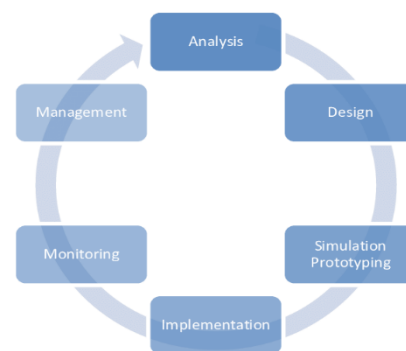 Analysis
Design
Simulation
Prototyping
Implementation
Monitoring
Management